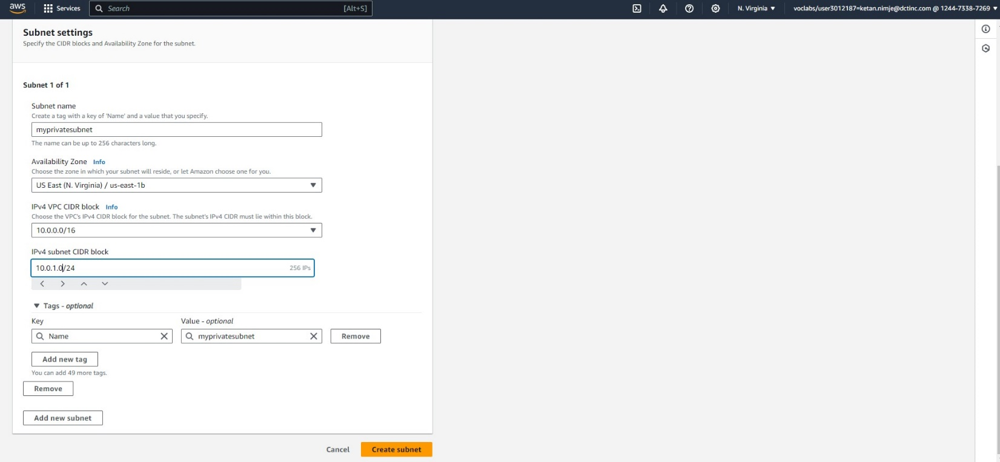 aws
Services
Search [Alt+S]
N. Virginia
voclabs/user3012187=ketan.nimje@dctinc.com @ 1244-7338-7269
Subnet settings
Specify the CIDR blocks and Availability Zone for the subnet.
Subnet 1 of 1
Subnet name
Create a tag with a key of 'Name' and a value that you specify.
myprivatesubnet
The name can be up to 256 characters long.
Availability Zone Info
Choose the zone in which your subnet will reside, or let Amazon choose one for you.
US East (N. Virginia) / us-east-1b
IPv4 VPC CIDR block Info
Choose the VPC's IPv4 CIDR block for the subnet. The subnet's IPv4 CIDR must lie within this block.
10.0.0.0/16
IPv4 subnet CIDR block
10.0.1.0/24 256 IPs
Tags - optional
Key Value - optional
Name myprivatesubnet Remove
Add new tag
You can add 49 more tags.
Remove
Add new subnet
Cancel Create subnet